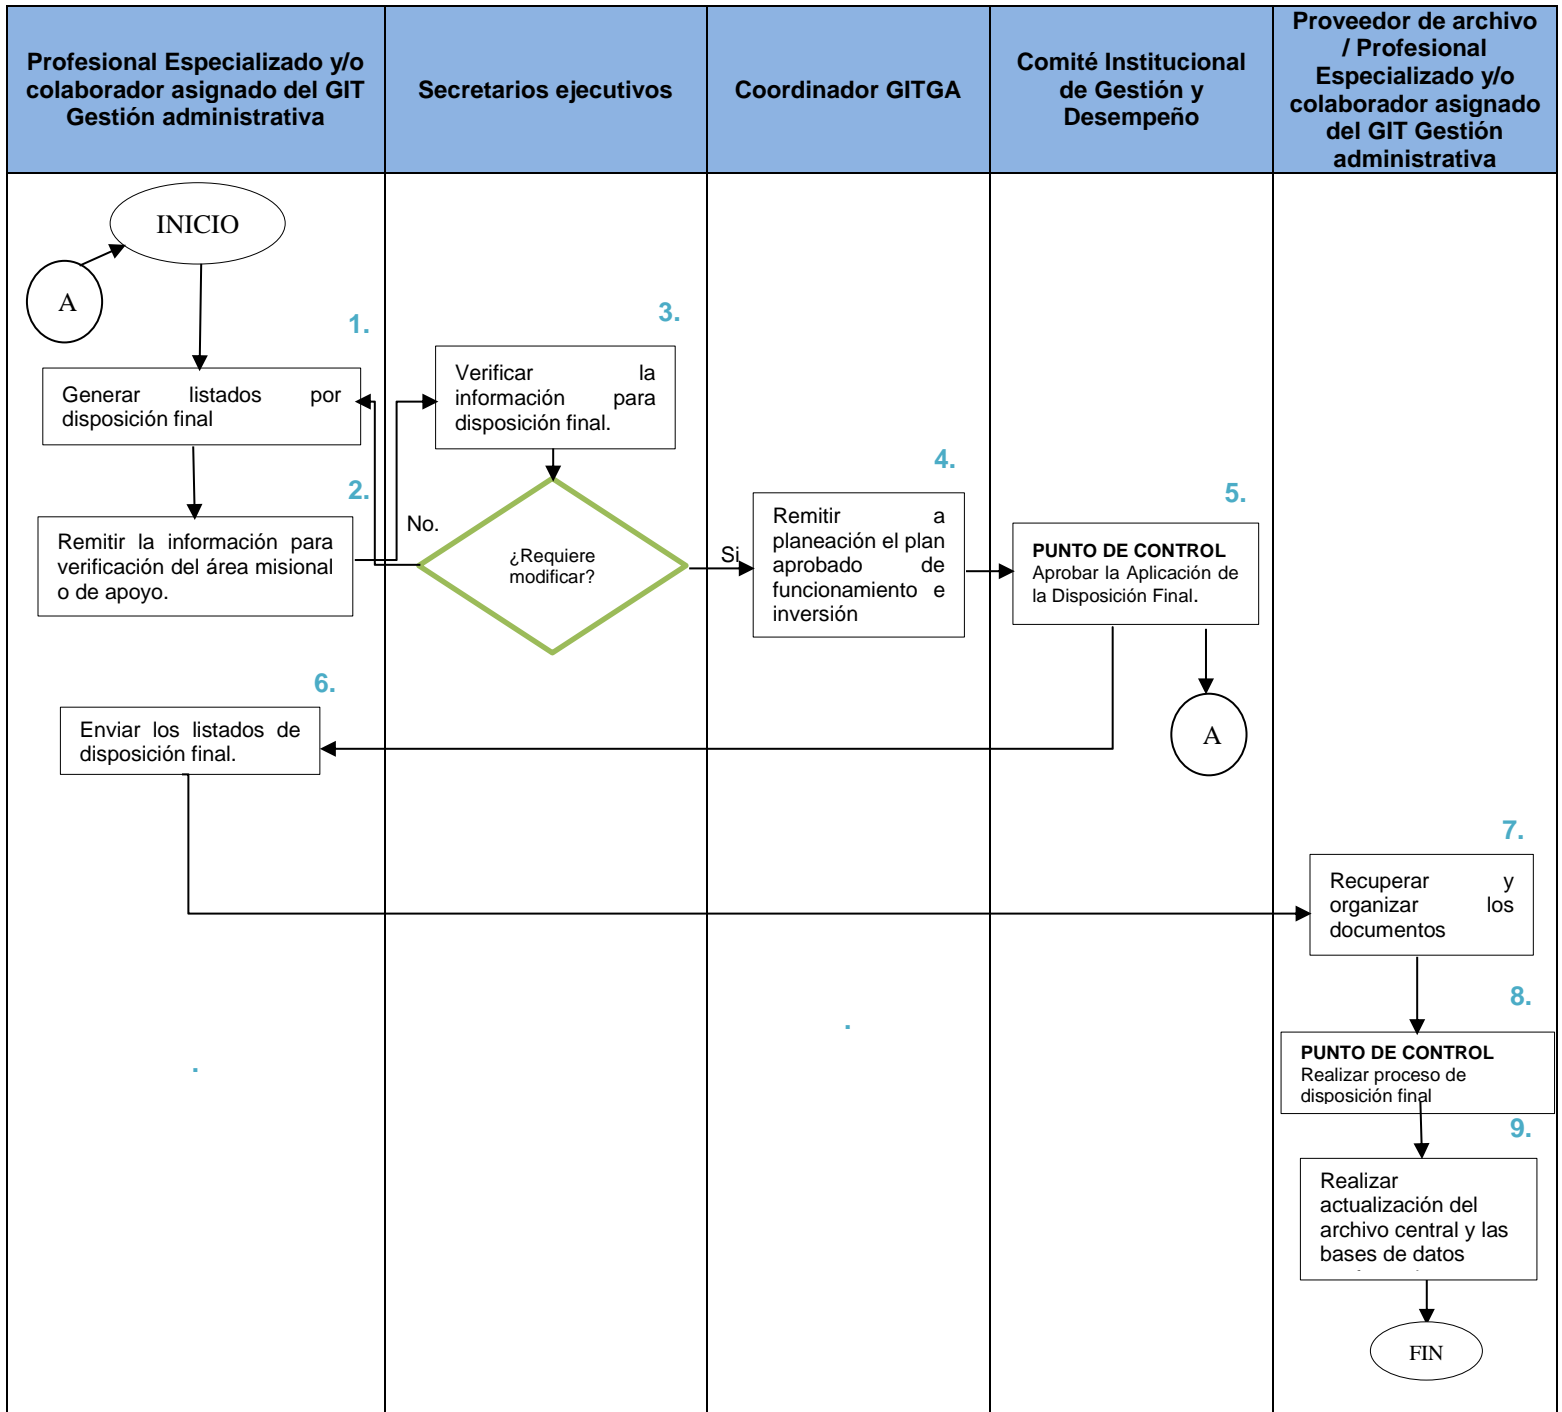 Profesional Especializado y/o
colaborador asignado del GIT
Gestión administrativa
Secretarios ejecutivos
Coordinador GITGA
Comité Institucional
de Gestión y
Desempeño
Proveedor de archivo
/ Profesional
Especializado y/o
colaborador asignado
del GIT Gestión
administrativa
INICIO
A
1.
Generar listados por
disposición final
2.
Remitir la información para
verificación del área misional
o de apoyo.
3.
Verificar la
información para
disposición final.
No.
¿Requiere
modificar?
Si
4.
Remitir a
planeación el plan
aprobado de
funcionamiento e
inversión
5.
PUNTO DE CONTROL
Aprobar la Aplicación de
la Disposición Final.
A
6.
Enviar los listados de
disposición final.
7.
Recuperar y
organizar los
documentos
8.
PUNTO DE CONTROL
Realizar proceso de
disposición final
9.
Realizar
actualización del
archivo central y las
bases de datos
FIN
.
.